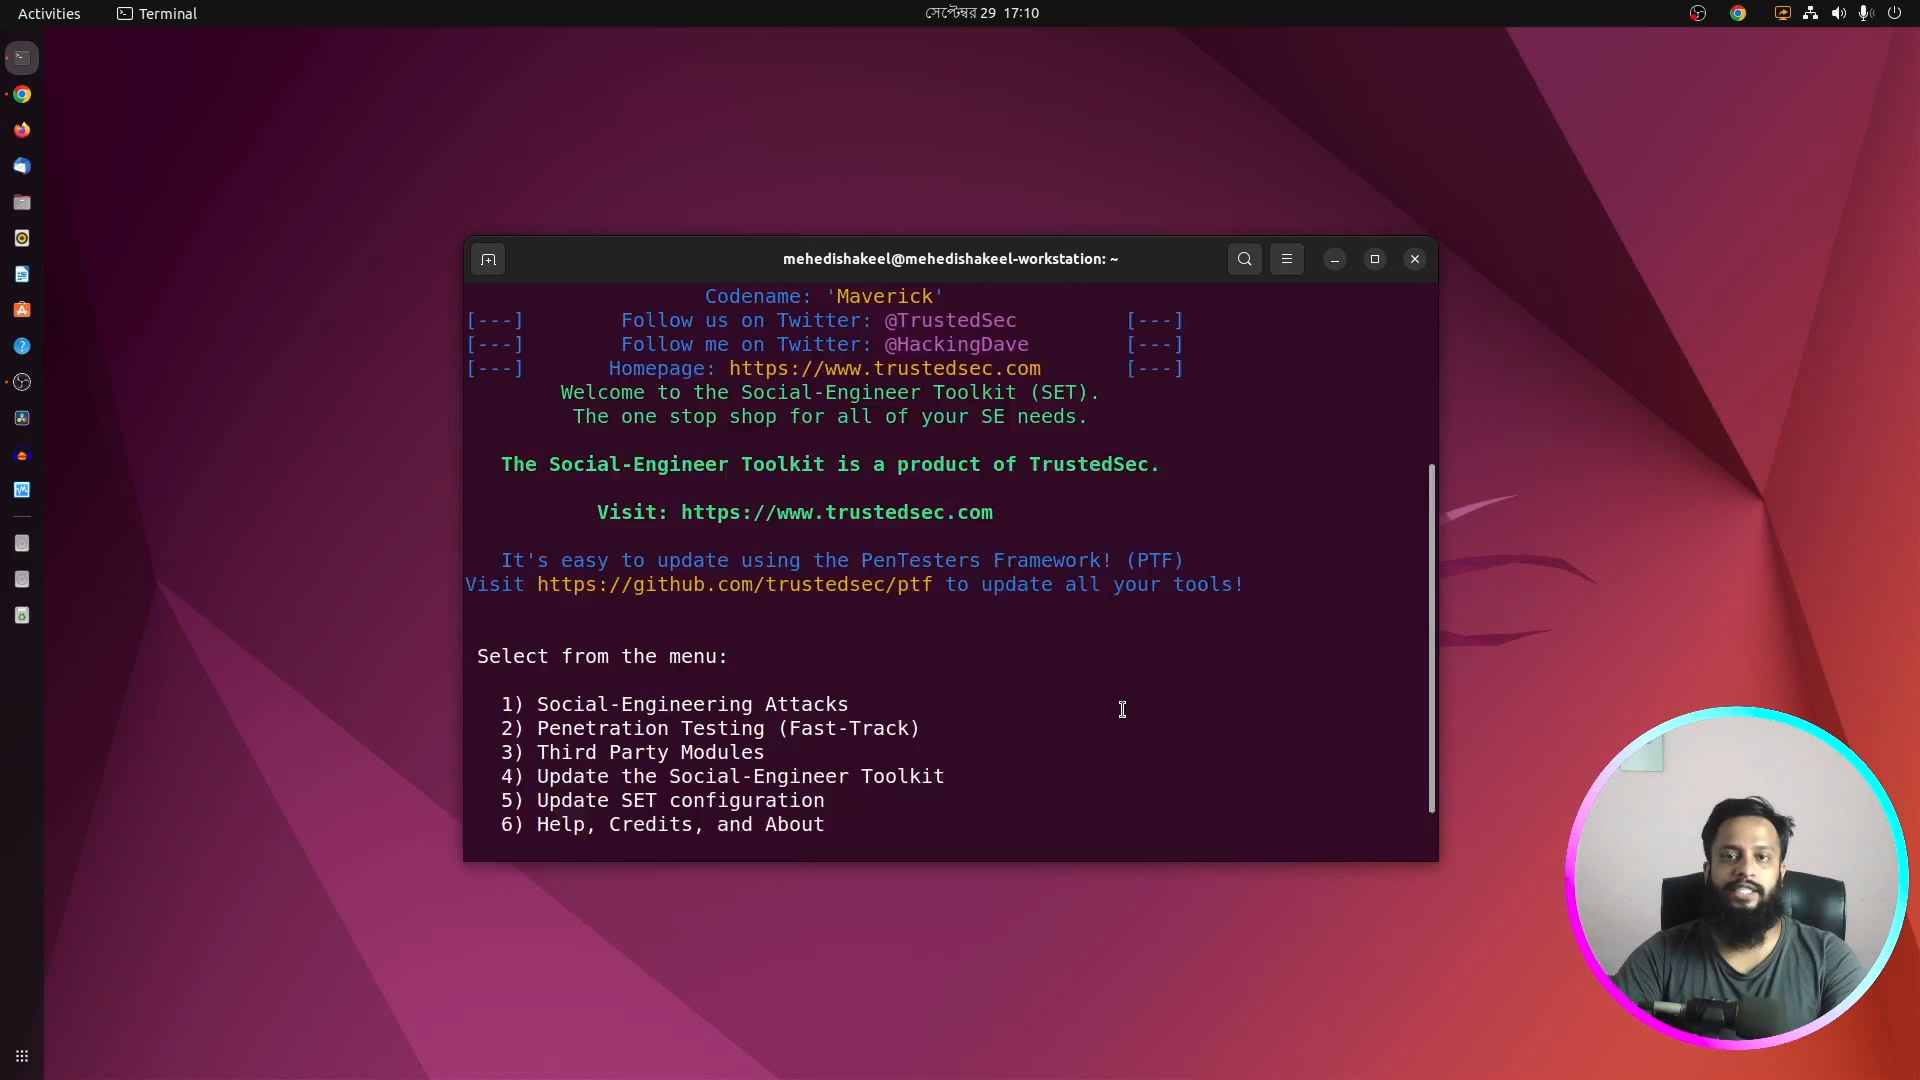 Activities
Terminal
সেপ্টেম্বর 29 17:10
mehedishakeel@mehedishakeel-workstation: ~
Codename: 'Maverick'
[---] Follow us on Twitter: @TrustedSec [---]
[---] Follow me on Twitter: @HackingDave [---]
[---] Homepage: https://www.trustedsec.com [---]
Welcome to the Social-Engineer Toolkit (SET).
The one stop shop for all of your SE needs.
The Social-Engineer Toolkit is a product of TrustedSec.
Visit: https://www.trustedsec.com
It's easy to update using the PenTesters Framework! (PTF)
Visit https://github.com/trustedsec/ptf to update all your tools!
Select from the menu:
1) Social-Engineering Attacks
2) Penetration Testing (Fast-Track)
3) Third Party Modules
4) Update the Social-Engineer Toolkit
5) Update SET configuration
6) Help, Credits, and About